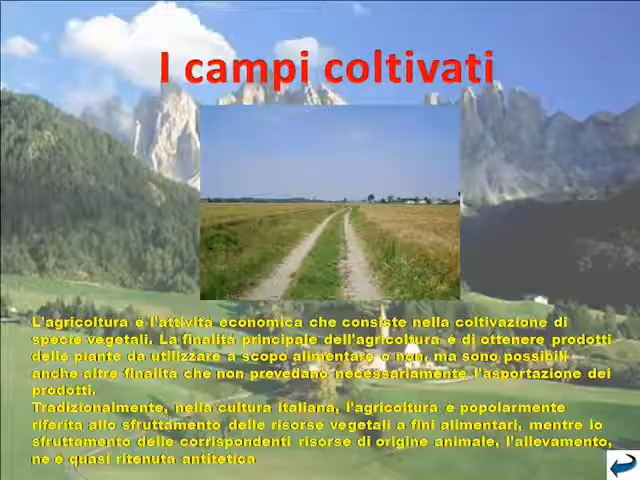 I campi coltivati
L'agricoltura è l'attività economica che consiste nella coltivazione di
specie vegetali. La finalità principale dell'agricoltura è di ottenere prodotti
delle piante da utilizzare a scopo alimentare o non, ma sono possibili
anche altre finalità che non prevedano necessariamente l'asportazione dei
prodotti.
Tradizionalmente, nella cultura italiana, l'agricoltura è popolarmente
riferita allo sfruttamento delle risorse vegetali a fini alimentari, mentre lo
sfruttamento delle corrispondenti risorse di origine animale, l'allevamento,
ne è quasi ritenuta antitetica